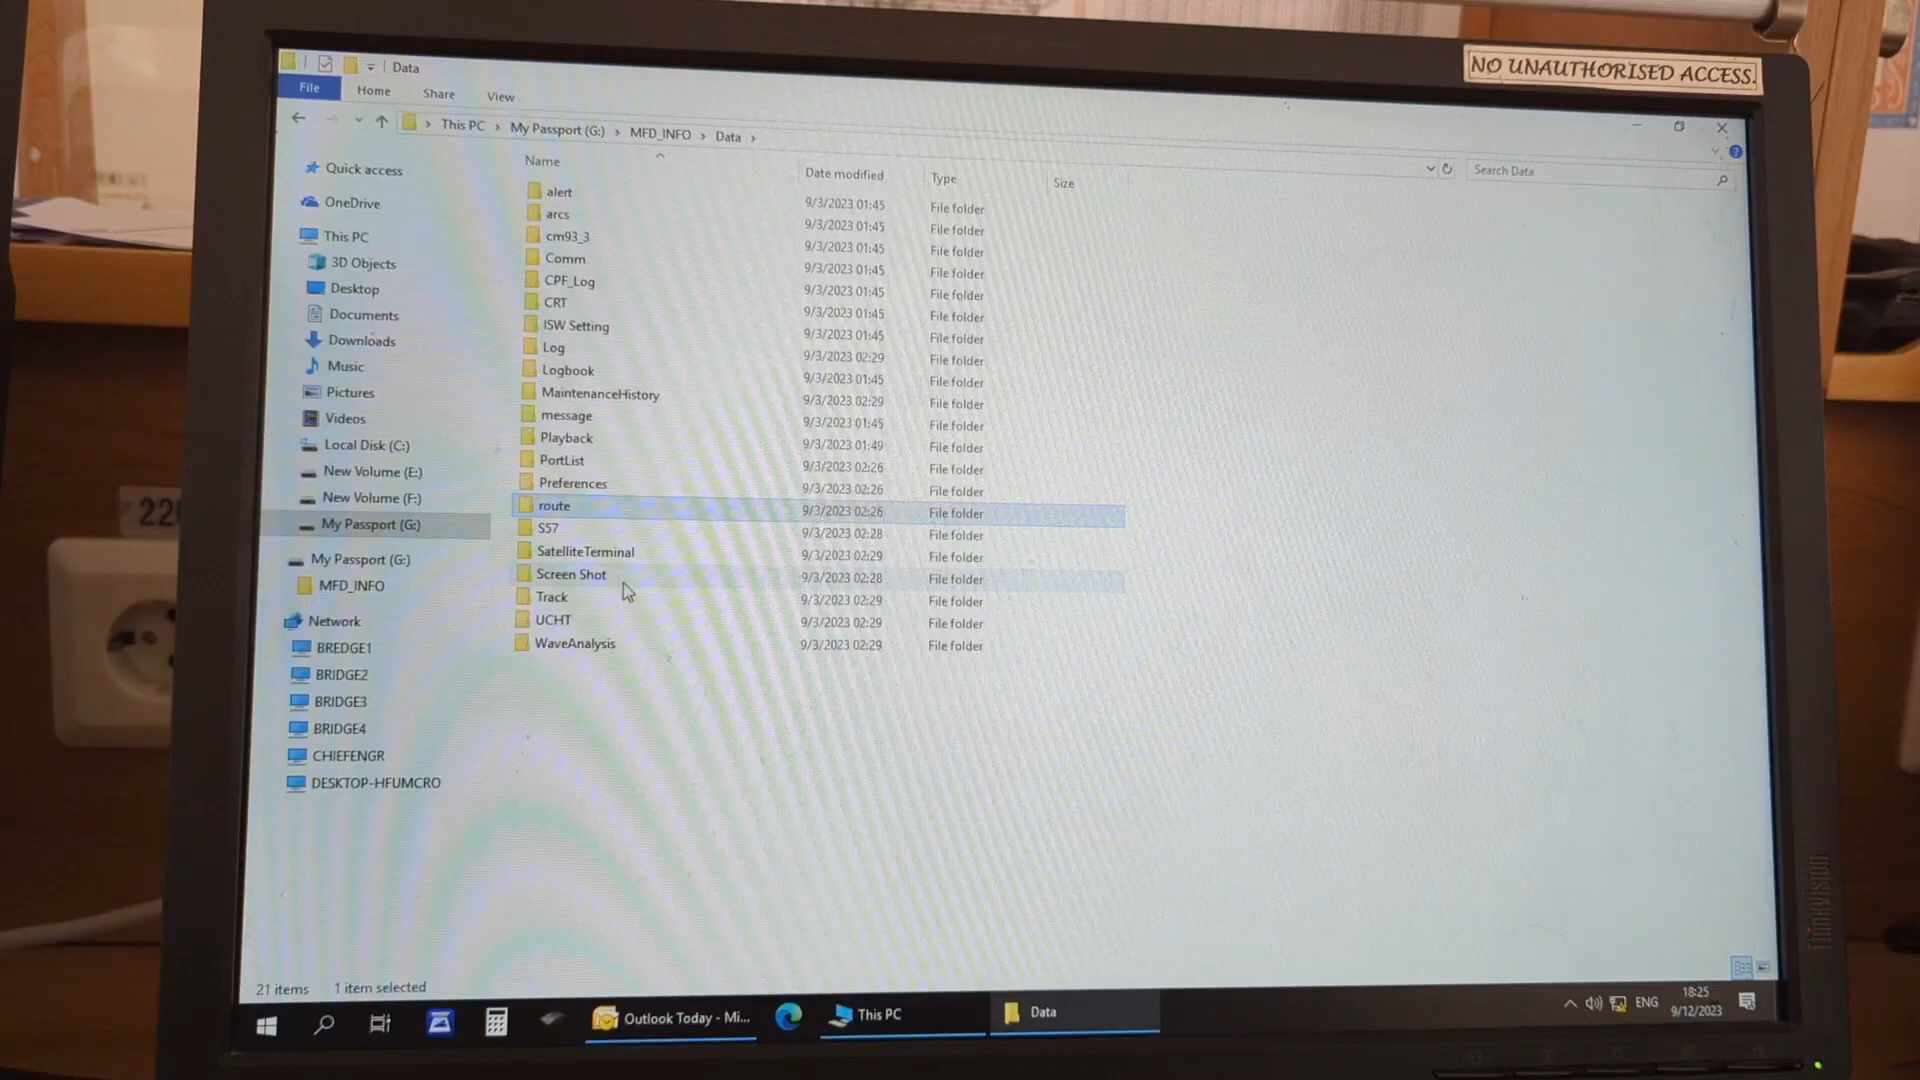 NO UNAUTHORISED ACCESS.
Data
File Home Share View
This PC > My Passport (G:) > MFD_INFO > Data >
Search Data
Name Date modified Type Size
Quick access
OneDrive
This PC
3D Objects
Desktop
Documents
Downloads
Music
Pictures
Videos
Local Disk (C:)
New Volume (E:)
New Volume (F:)
My Passport (G:)
My Passport (G:)
MFD_INFO
Network
BREDGE1
BRIDGE2
BRIDGE3
BRIDGE4
CHIEFENGR
DESKTOP-HFUMCRO
alert 9/3/2023 01:45 File folder
arcs 9/3/2023 01:45 File folder
cm93_3 9/3/2023 01:45 File folder
Comm 9/3/2023 01:45 File folder
CPF_Log 9/3/2023 01:45 File folder
CRT 9/3/2023 01:45 File folder
ISW Setting 9/3/2023 01:45 File folder
Log 9/3/2023 02:29 File folder
Logbook 9/3/2023 01:45 File folder
MaintenanceHistory 9/3/2023 02:29 File folder
message 9/3/2023 01:45 File folder
Playback 9/3/2023 01:49 File folder
PortList 9/3/2023 02:26 File folder
Preferences 9/3/2023 02:26 File folder
route 9/3/2023 02:26 File folder
S57 9/3/2023 02:28 File folder
SatelliteTerminal 9/3/2023 02:29 File folder
Screen Shot 9/3/2023 02:28 File folder
Track 9/3/2023 02:29 File folder
UCHT 9/3/2023 02:29 File folder
WaveAnalysis 9/3/2023 02:29 File folder
21 items 1 item selected
Outlook Today - Mi... This PC Data
ENG
18:25
9/12/2023
ThinkVision
220